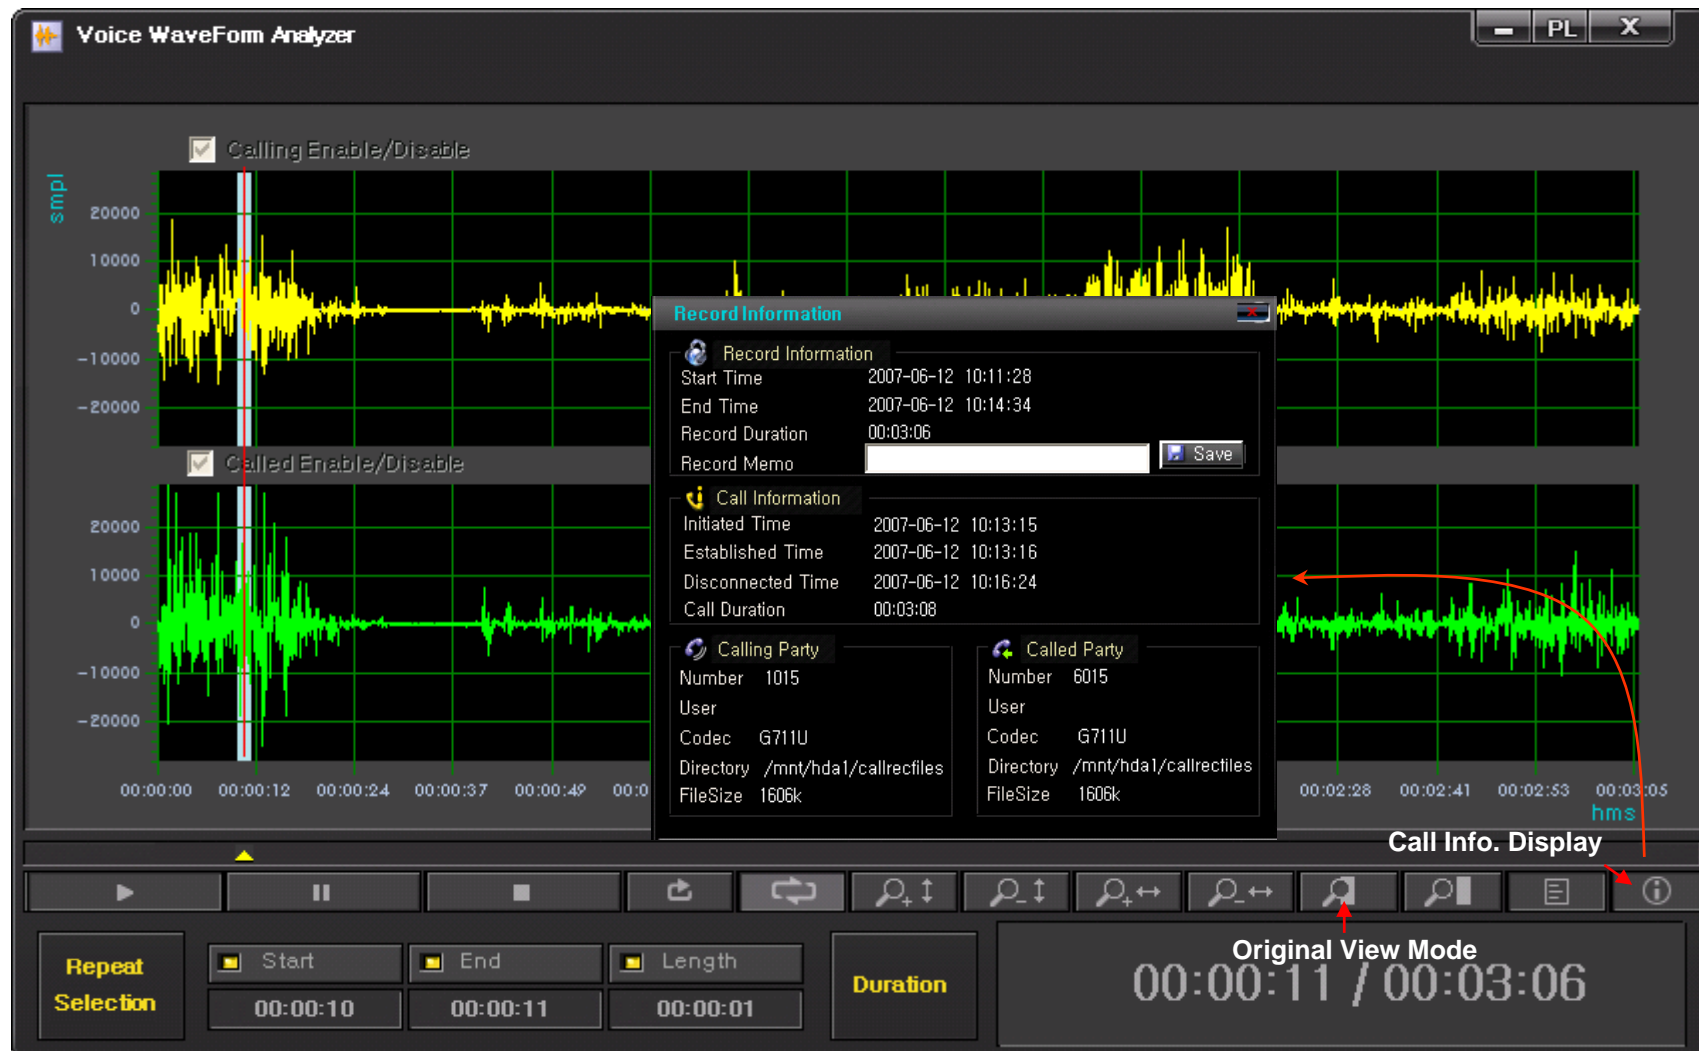 Voice WaveForm Analyzer
PL X
Calling Enable/Disable
smpl
20000
10000
0
-10000
-20000
Called Enable/Disable
20000
10000
0
-10000
-20000
00:00:00 00:00:12 00:00:24 00:00:37 00:00:49 00:0
00:02:28 00:02:41 00:02:53 00:03:05
hms
Record Information
Record Information
Start Time 2007-06-12 10:11:28
End Time 2007-06-12 10:14:34
Record Duration 00:03:06
Record Memo Save
Call Information
Initiated Time 2007-06-12 10:13:15
Established Time 2007-06-12 10:13:16
Disconnected Time 2007-06-12 10:16:24
Call Duration 00:03:08
Calling Party
Number 1015
User
Codec G711U
Directory /mnt/hda1/callrecfiles
FileSize 1606k
Called Party
Number 6015
User
Codec G711U
Directory /mnt/hda1/callrecfiles
FileSize 1606k
Call Info. Display
Original View Mode
Repeat
Selection
Start End Length
00:00:10 00:00:11 00:00:01
Duration
00:00:11 / 00:03:06